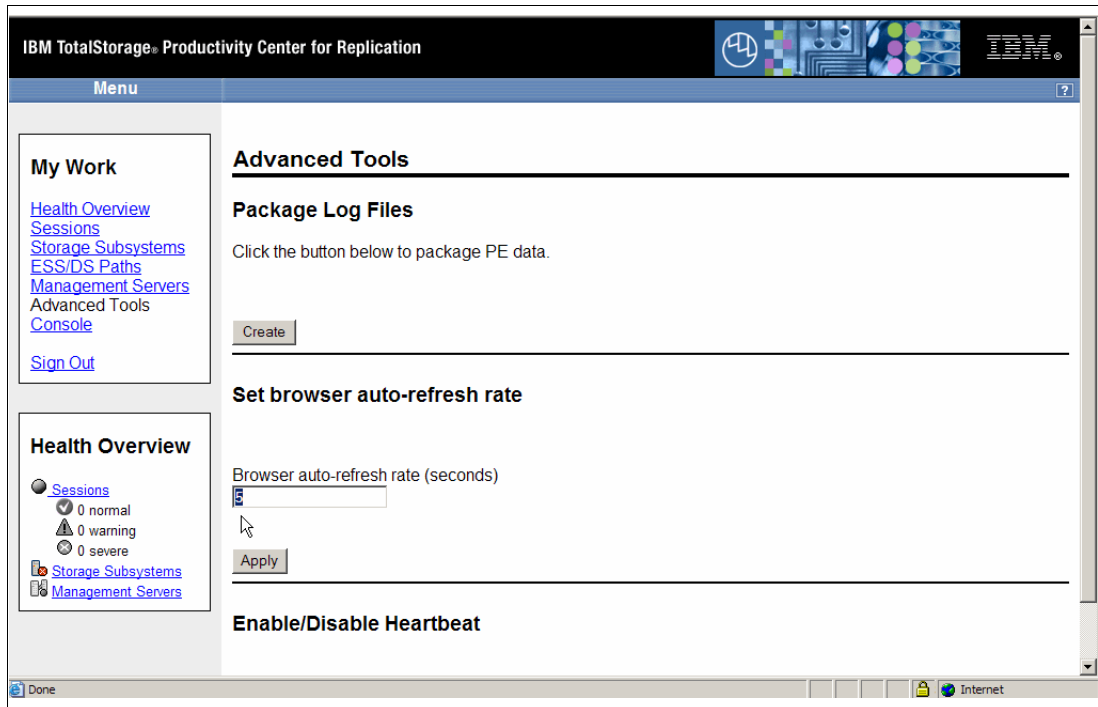 IBM TotalStorage® Productivity Center for Replication
IBM®
Menu
?
My Work
Health Overview
Sessions
Storage Subsystems
ESS/DS Paths
Management Servers
Advanced Tools
Console
Sign Out
Health Overview
Sessions
0 normal
0 warning
0 severe
Storage Subsystems
Management Servers
Advanced Tools
Package Log Files
Click the button below to package PE data.
Create
Set browser auto-refresh rate
Browser auto-refresh rate (seconds)
5
Apply
Enable/Disable Heartbeat
Done
Internet